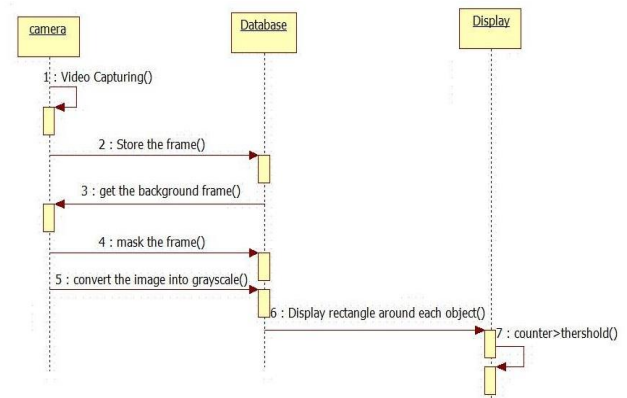 camera
Database
Display
1 : Video Capturing()
2 : Store the frame()
3 : get the background frame()
4 : mask the frame()
5 : convert the image into grayscale()
6 : Display rectangle around each object()
7 : counter>thershold()